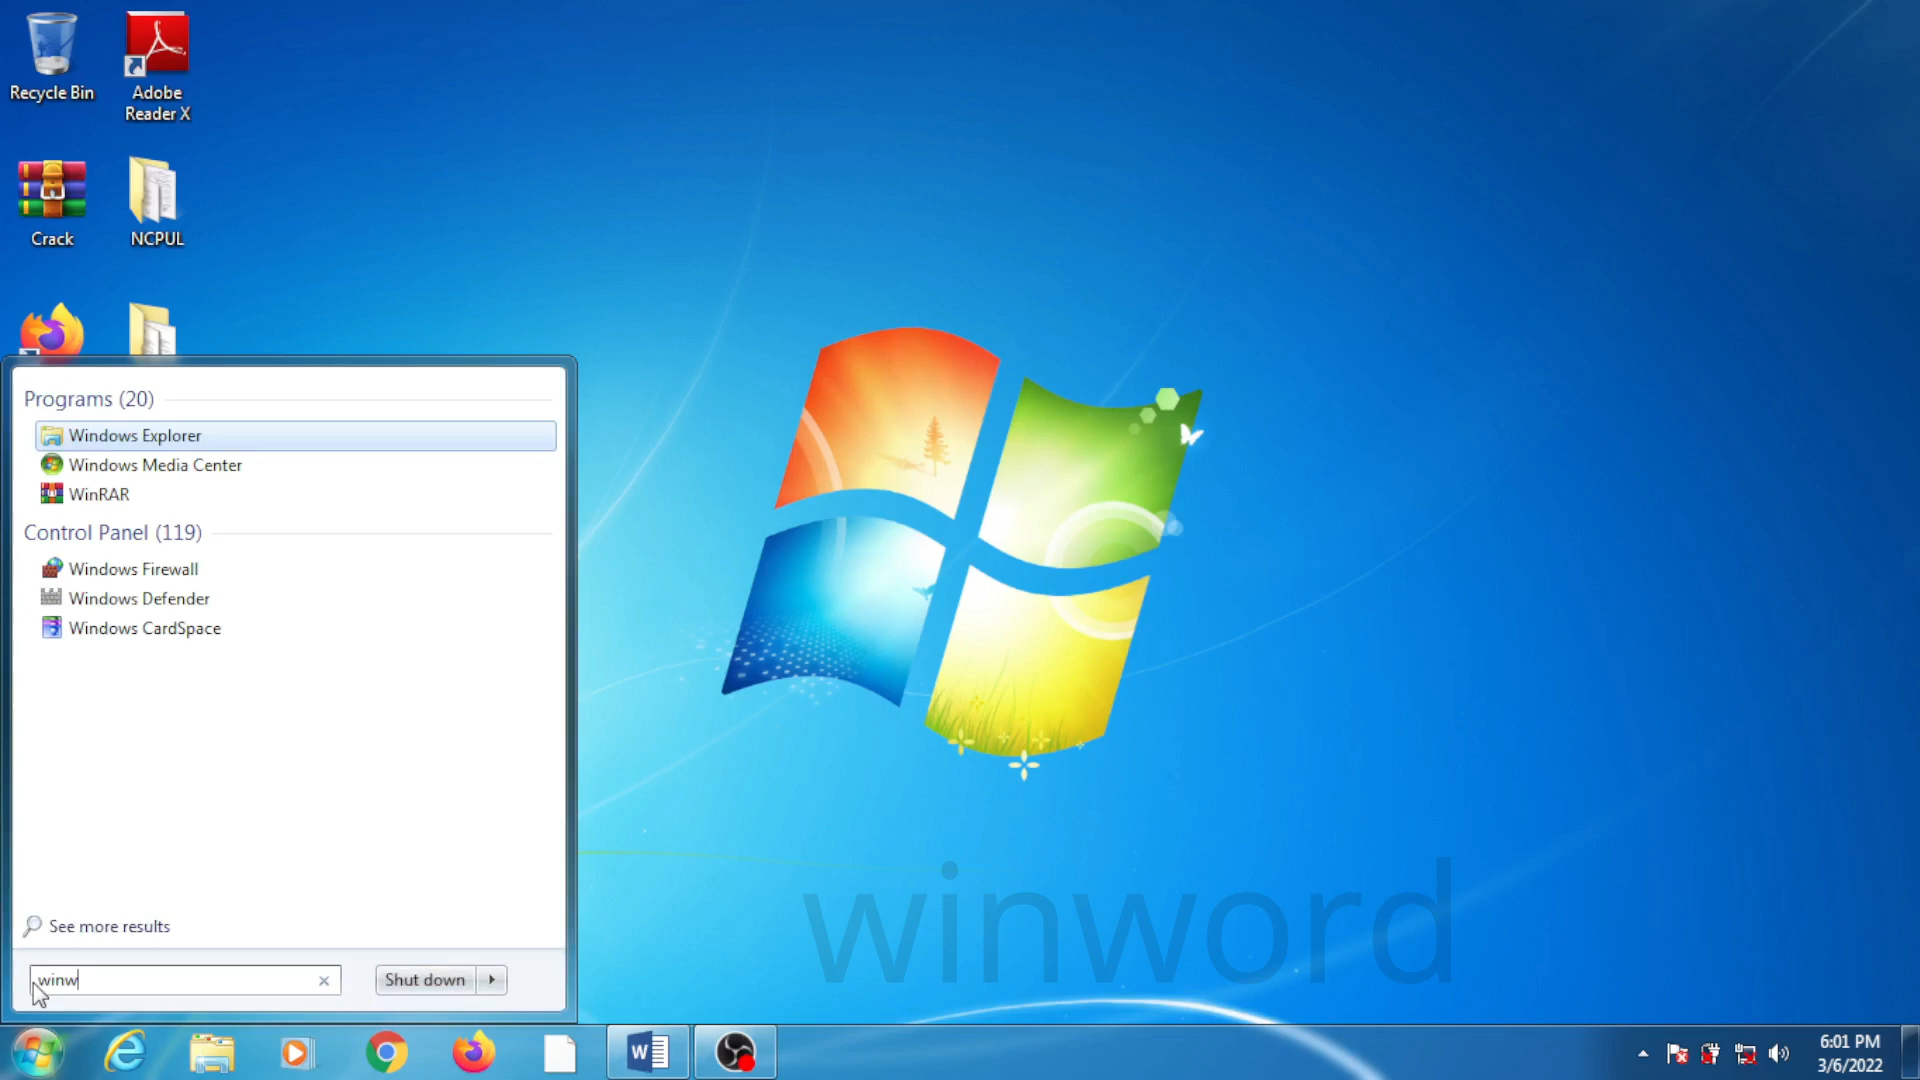 Recycle Bin
Adobe
Reader X
Crack
NCPUL
Programs (20)
Windows Explorer
Windows Media Center
WinRAR
Control Panel (119)
Windows Firewall
Windows Defender
Windows CardSpace
See more results
winw
Shut down
winword
W
6:01 PM
3/6/2022